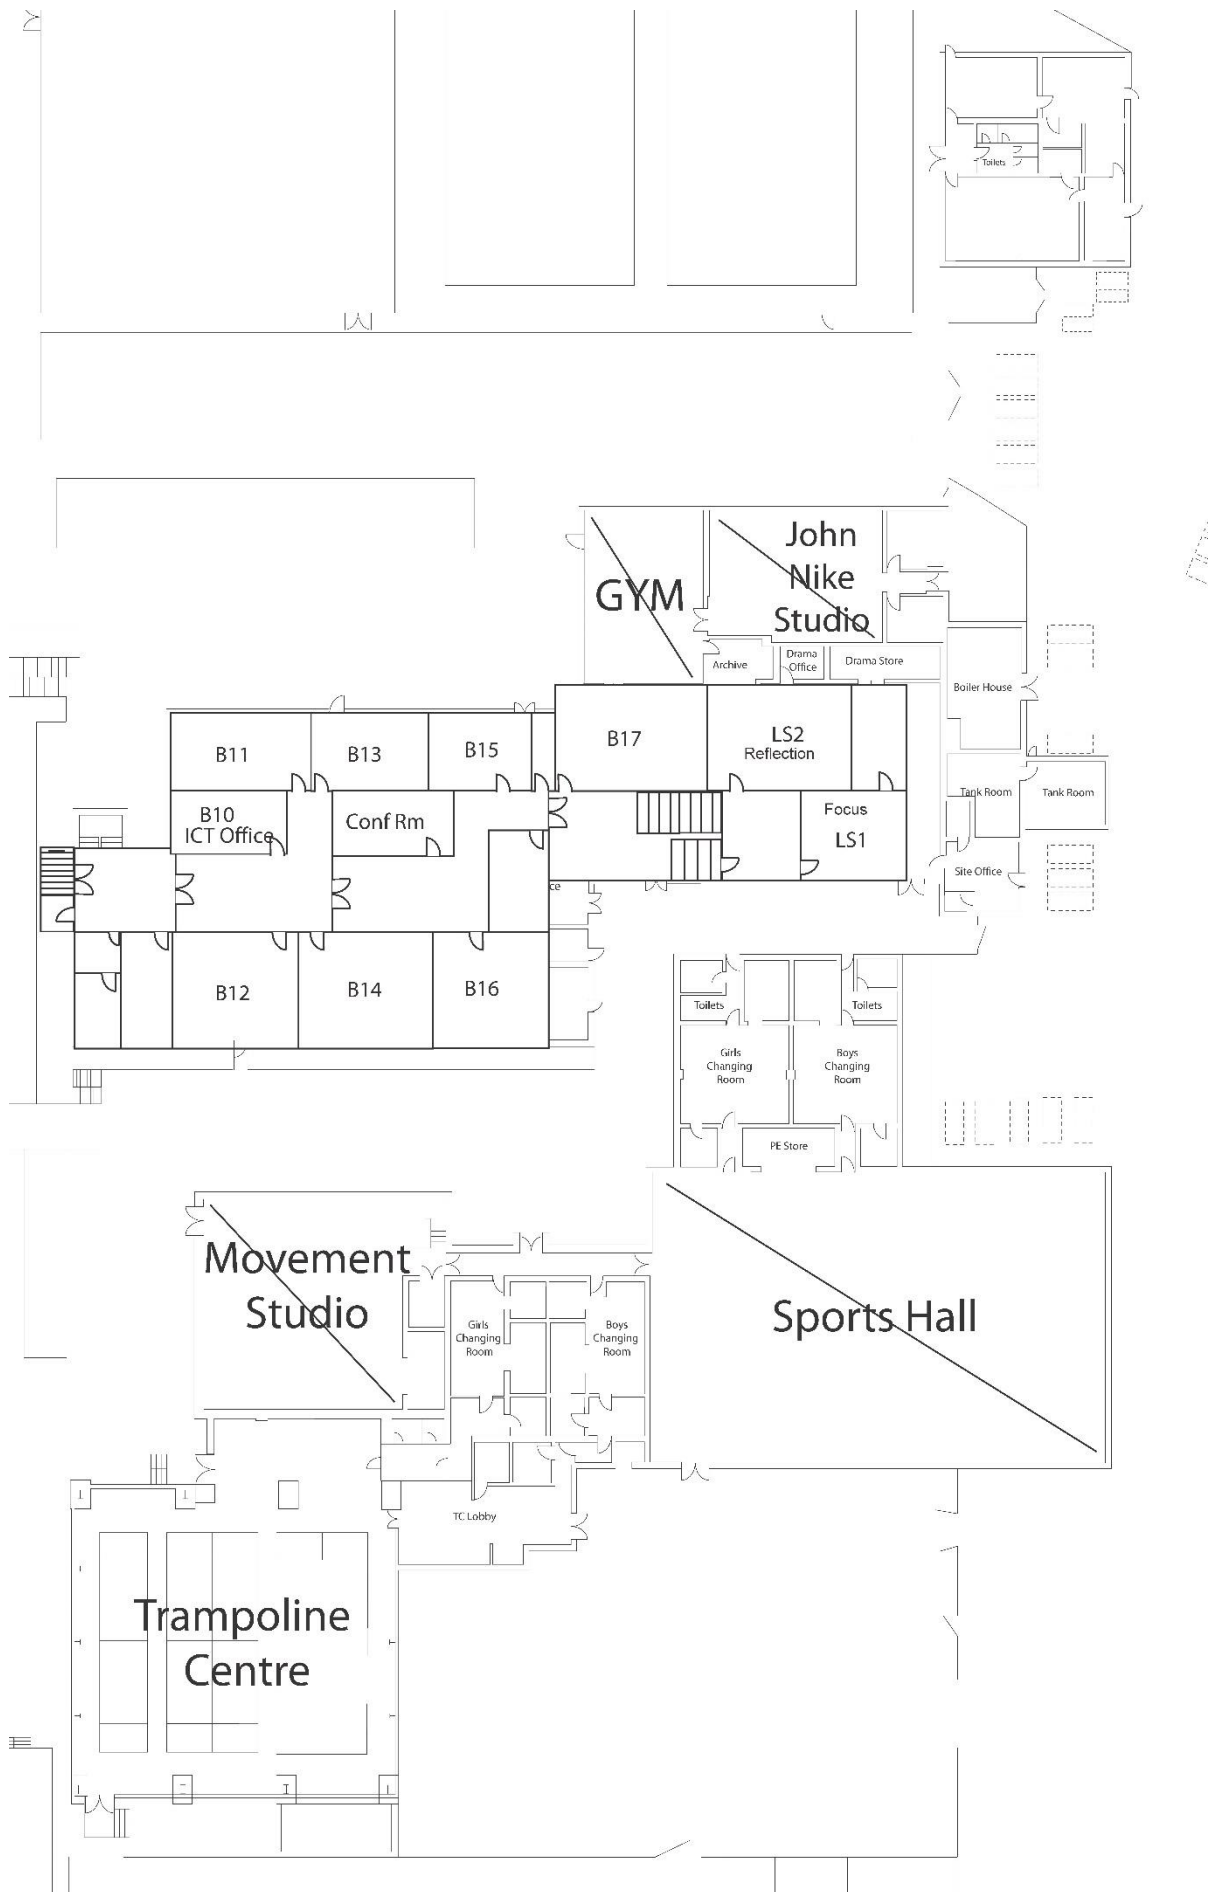 Toilets
John
Nike
Studio
GYM
Archive
Drama
Office
Drama Store
Boiler House
B11
B13
B15
B17
LS2
Reflection
B10
ICT Office
Conf Rm
Focus
LS1
Tank Room
Tank Room
Site Office
B12
B14
B16
Toilets
Toilets
Girls
Changing
Room
Boys
Changing
Room
PE Store
Movement
Studio
Girls
Changing
Room
Boys
Changing
Room
Sports Hall
TC Lobby
Trampoline
Centre